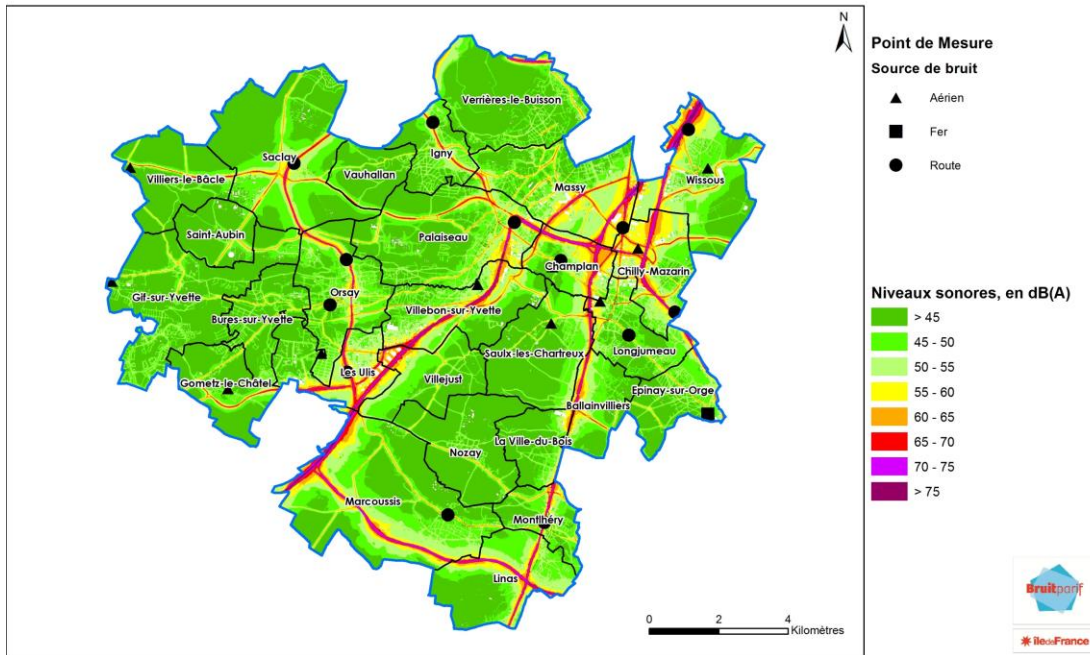 N
Verrières-le-Buisson
Igny
Saclay
Vauhallan
Villiers-le-Bâcle
Massy
Wissous
Saint-Aubin
Palaiseau
Champlan
Chilly-Mazarin
Gif-sur-Yvette
Orsay
Bures-sur-Yvette
Villebon-sur-Yvette
Saulx-les-Chartreux
Longjumeau
Les Ulis
Villejust
Gometz-le-Châtel
Epinay-sur-Orge
Ballainvilliers
La Ville-du-Bois
Nozay
Marcoussis
Montlhéry
Linas
0 2 4
Kilomètres
Point de Mesure
Source de bruit
Aérien
Fer
Route
Niveaux sonores, en dB(A)
> 45
45 - 50
50 - 55
55 - 60
60 - 65
65 - 70
70 - 75
> 75
Bruitparif
îledeFrance